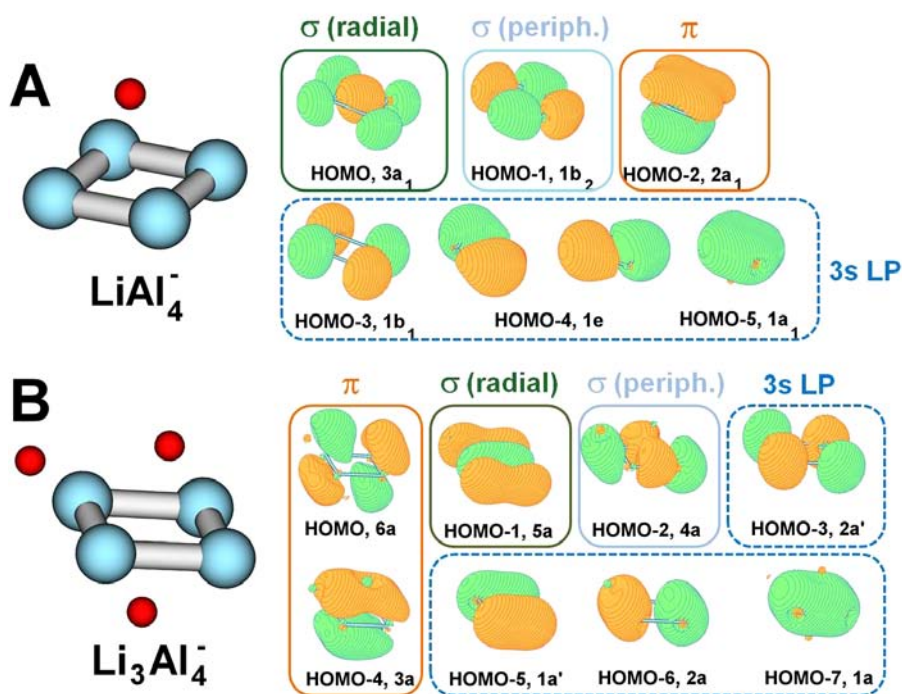 A
LiAl₄⁻
σ (radial)
σ (periph.)
π
HOMO, 3a₁
HOMO-1, 1b₂
HOMO-2, 2a₁
HOMO-3, 1b₁
HOMO-4, 1e
HOMO-5, 1a₁
3s LP
B
Li₃Al₄⁻
π
σ (radial)
σ (periph.)
3s LP
HOMO, 6a
HOMO-1, 5a
HOMO-2, 4a
HOMO-3, 2a'
HOMO-4, 3a
HOMO-5, 1a'
HOMO-6, 2a
HOMO-7, 1a